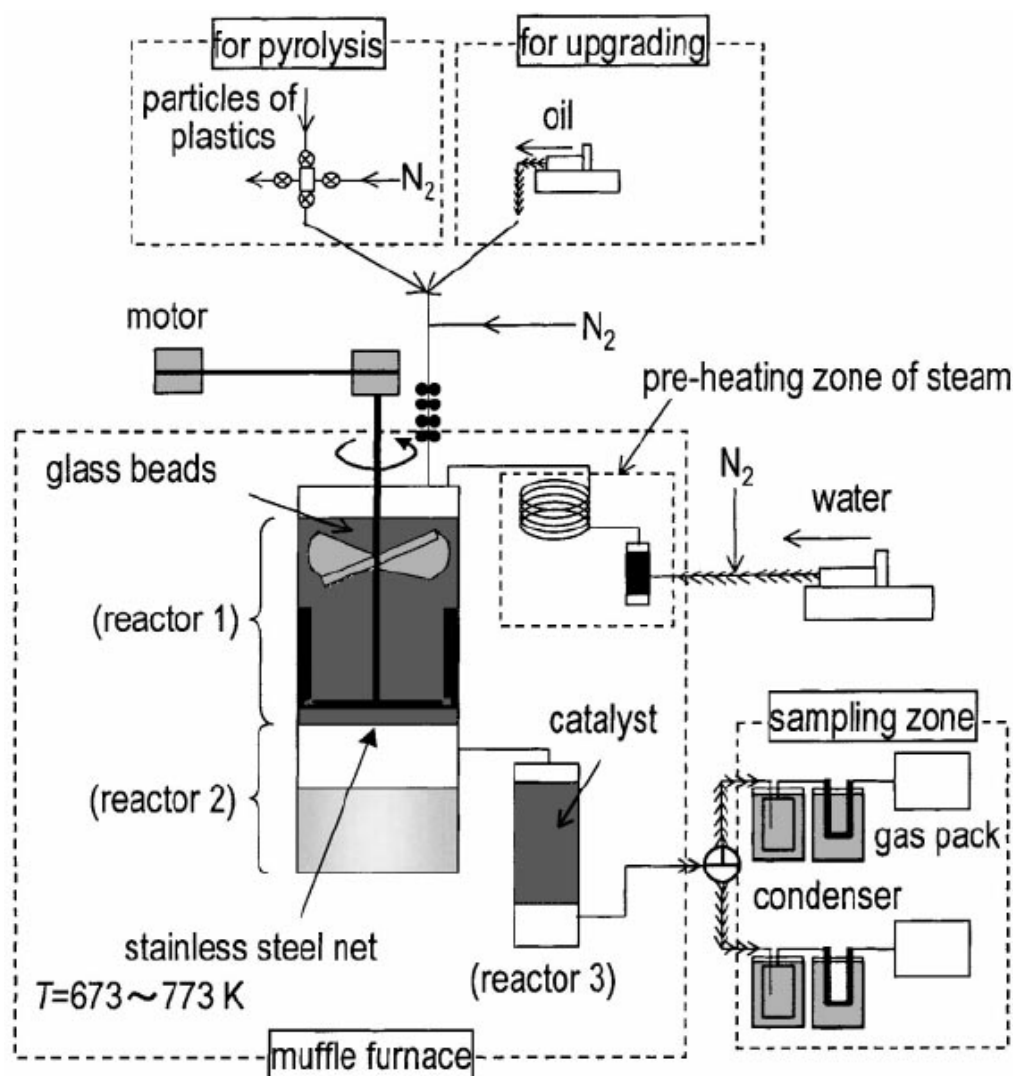 for pyrolysis
for upgrading
particles of
plastics
oil
N₂
N₂
motor
pre-heating zone of steam
glass beads
N₂
water
(reactor 1)
catalyst
sampling zone
(reactor 2)
gas pack
condenser
stainless steel net
(reactor 3)
T=673～773 K
muffle furnace